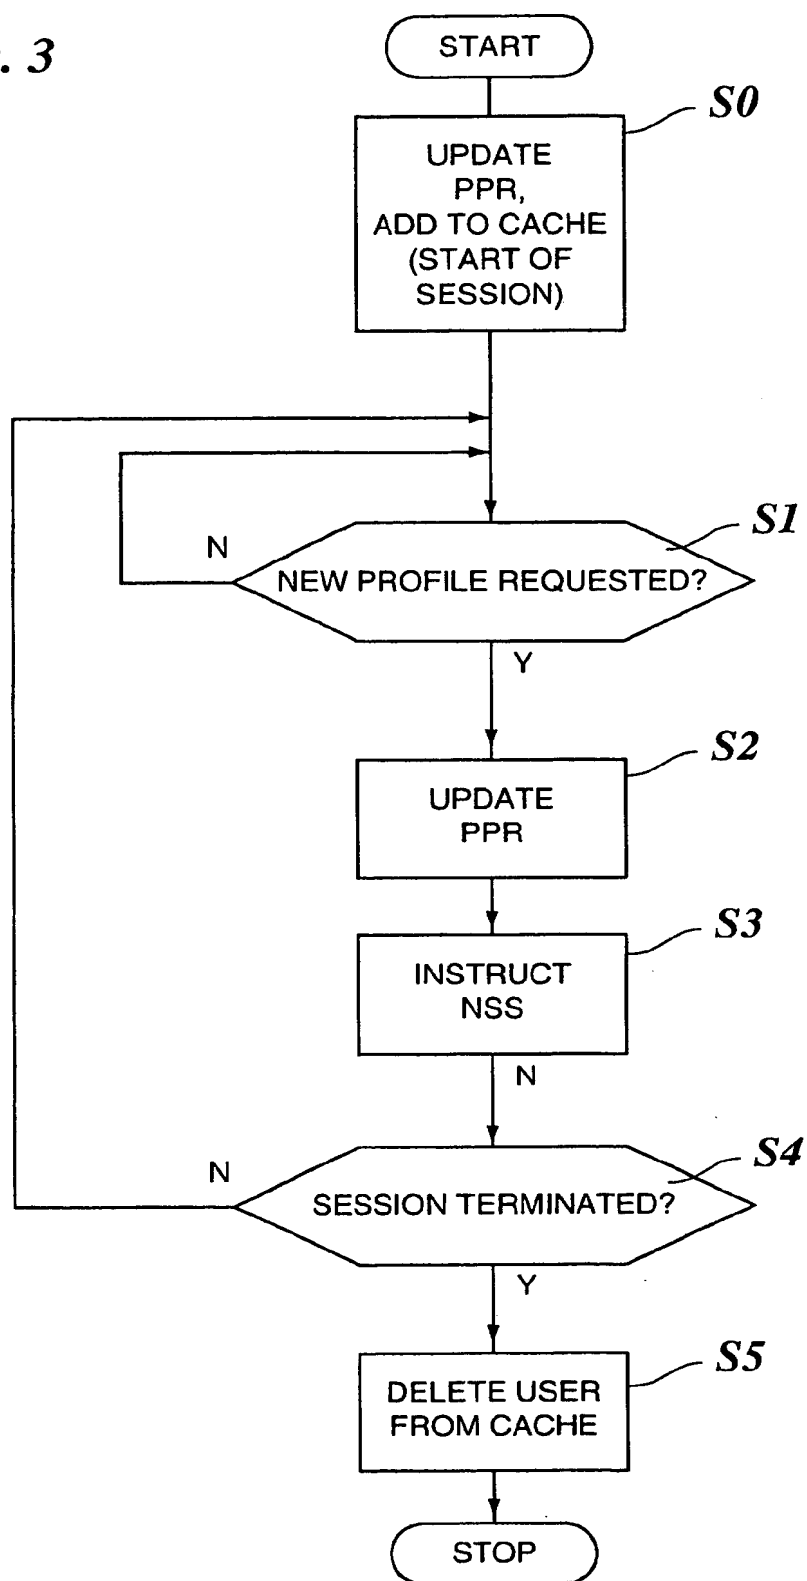 . 3
START
S0
UPDATE
PPR,
ADD TO CACHE
(START OF
SESSION)
S1
N
NEW PROFILE REQUESTED?
Y
S2
UPDATE
PPR
S3
INSTRUCT
NSS
N
S4
N
SESSION TERMINATED?
Y
S5
DELETE USER
FROM CACHE
STOP